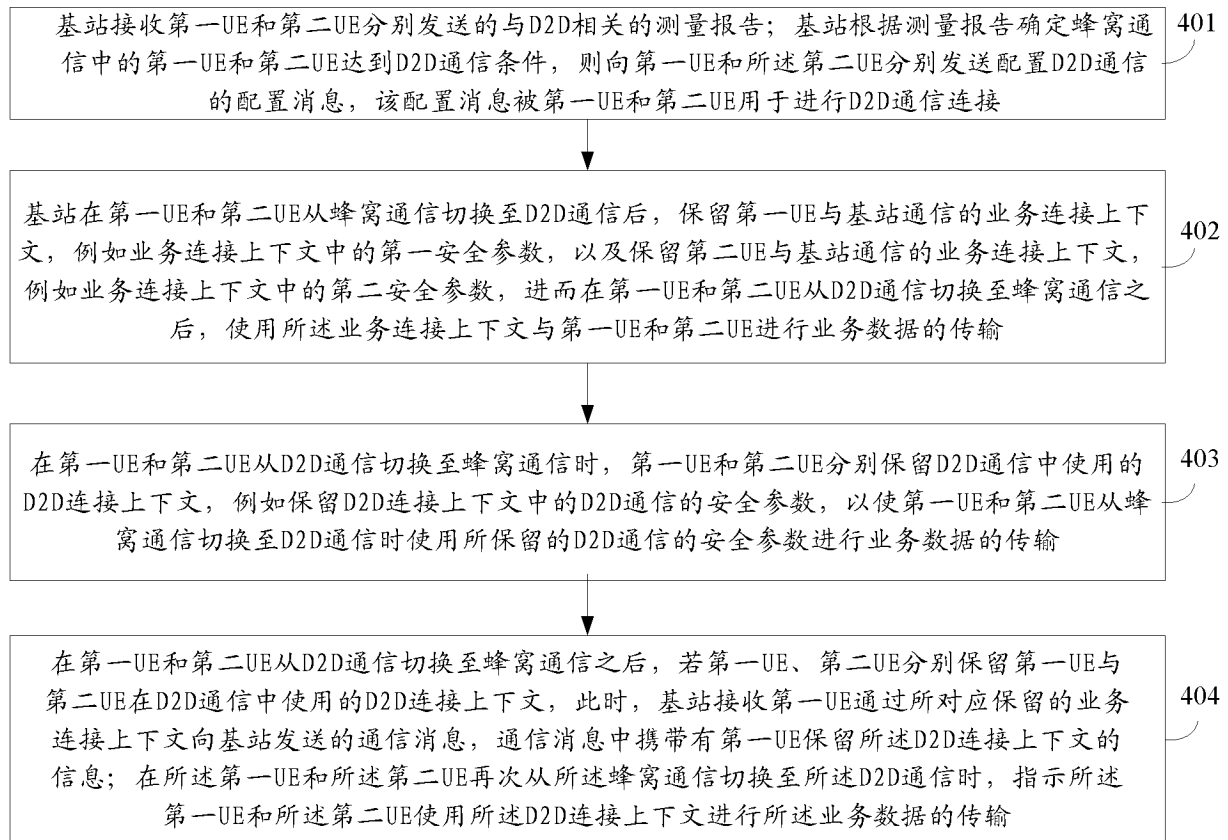 基站接收第一UE和第二UE分别发送的与D2D相关的测量报告；基站根据测量报告确定蜂窝通
信中的第一UE和第二UE达到D2D通信条件，则向第一UE和所述第二UE分别发送配置D2D通信
的配置消息，该配置消息被第一UE和第二UE用于进行D2D通信连接
401
基站在第一UE和第二UE从蜂窝通信切换至D2D通信后，保留第一UE与基站通信的业务连接上下
文，例如业务连接上下文中的第一安全参数，以及保留第二UE与基站通信的业务连接上下文，
例如业务连接上下文中的第二安全参数，进而在第一UE和第二UE从D2D通信切换至蜂窝通信之
后，使用所述业务连接上下文与第一UE和第二UE进行业务数据的传输
402
在第一UE和第二UE从D2D通信切换至蜂窝通信时，第一UE和第二UE分别保留D2D通信中使用的
D2D连接上下文，例如保留D2D连接上下文中的D2D通信的安全参数，以使第一UE和第二UE从蜂
窝通信切换至D2D通信时使用所保留的D2D通信的安全参数进行业务数据的传输
403
在第一UE和第二UE从D2D通信切换至蜂窝通信之后，若第一UE、第二UE分别保留第一UE与
第二UE在D2D通信中使用的D2D连接上下文，此时，基站接收第一UE通过所对应保留的业务
连接上下文向基站发送的通信消息，通信消息中携带有第一UE保留所述D2D连接上下文的
信息；在所述第一UE和所述第二UE再次从所述蜂窝通信切换至所述D2D通信时，指示所述
第一UE和所述第二UE使用所述D2D连接上下文进行所述业务数据的传输
404